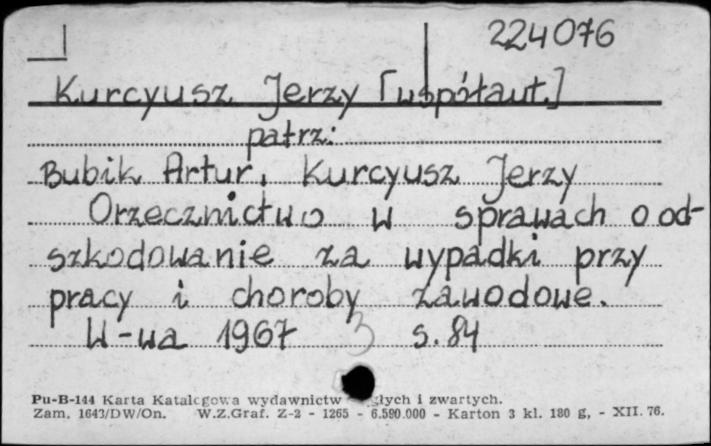 224076
Kurcyusz Jerzy [współaut.]
patrz:
Bubik Artur, Kurcyusz Jerzy
Orzecznictwo w sprawach o od-
szkodowanie za wypadki przy
pracy i choroby zawodowe.
W-wa 1967 3 s. 84
Pu-B-144 Karta Katalogowa wydawnictw i zwartych.
Zam. 1643/DW/On. W.Z.Graf. Z-2 - 1265 - 6.590.000 - Karton 3 kl. 180 g, - XII. 76.